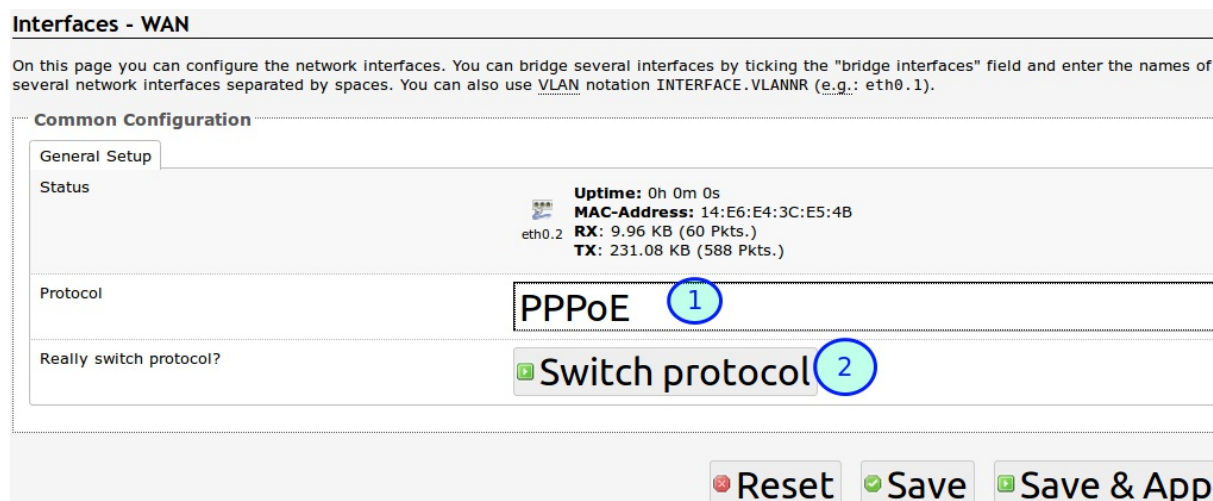 Interfaces - WAN
On this page you can configure the network interfaces. You can bridge several interfaces by ticking the "bridge interfaces" field and enter the names of
several network interfaces separated by spaces. You can also use VLAN notation INTERFACE.VLANNR (e.g.: eth0.1).
Common Configuration
General Setup
Status
Uptime: 0h 0m 0s
MAC-Address: 14:E6:E4:3C:E5:4B
eth0.2 RX: 9.96 KB (60 Pkts.)
TX: 231.08 KB (588 Pkts.)
Protocol
PPPoE 1
Really switch protocol?
Switch protocol 2
Reset Save Save & App